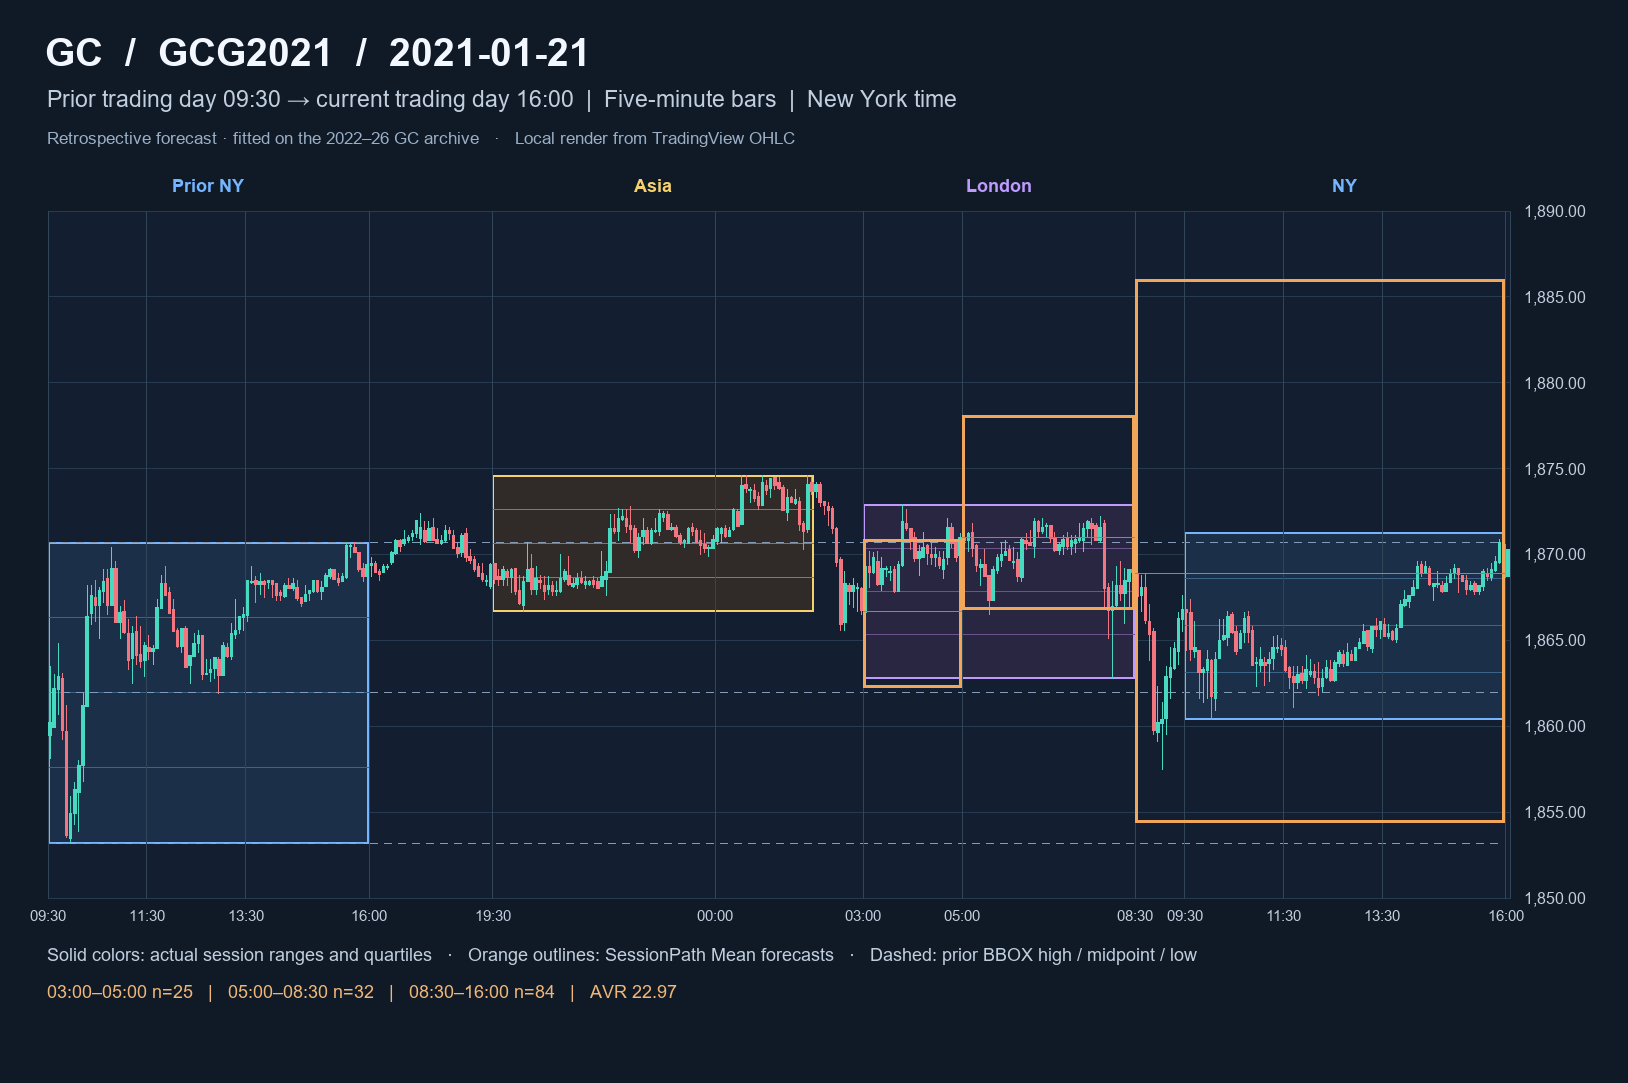 GC / GCG2021 / 2021-01-21
Prior trading day 09:30 → current trading day 16:00 | Five-minute bars | New York time
Retrospective forecast · fitted on the 2022–26 GC archive · Local render from TradingView OHLC
Prior NY Asia London NY
1,890.00
1,885.00
1,880.00
1,875.00
1,870.00
1,865.00
1,860.00
1,855.00
1,850.00
09:30 11:30 13:30 16:00 19:30 00:00 03:00 05:00 08:30 09:30 11:30 13:30 16:00
Solid colors: actual session ranges and quartiles · Orange outlines: SessionPath Mean forecasts · Dashed: prior BBOX high / midpoint / low
03:00–05:00 n=25 | 05:00–08:30 n=32 | 08:30–16:00 n=84 | AVR 22.97